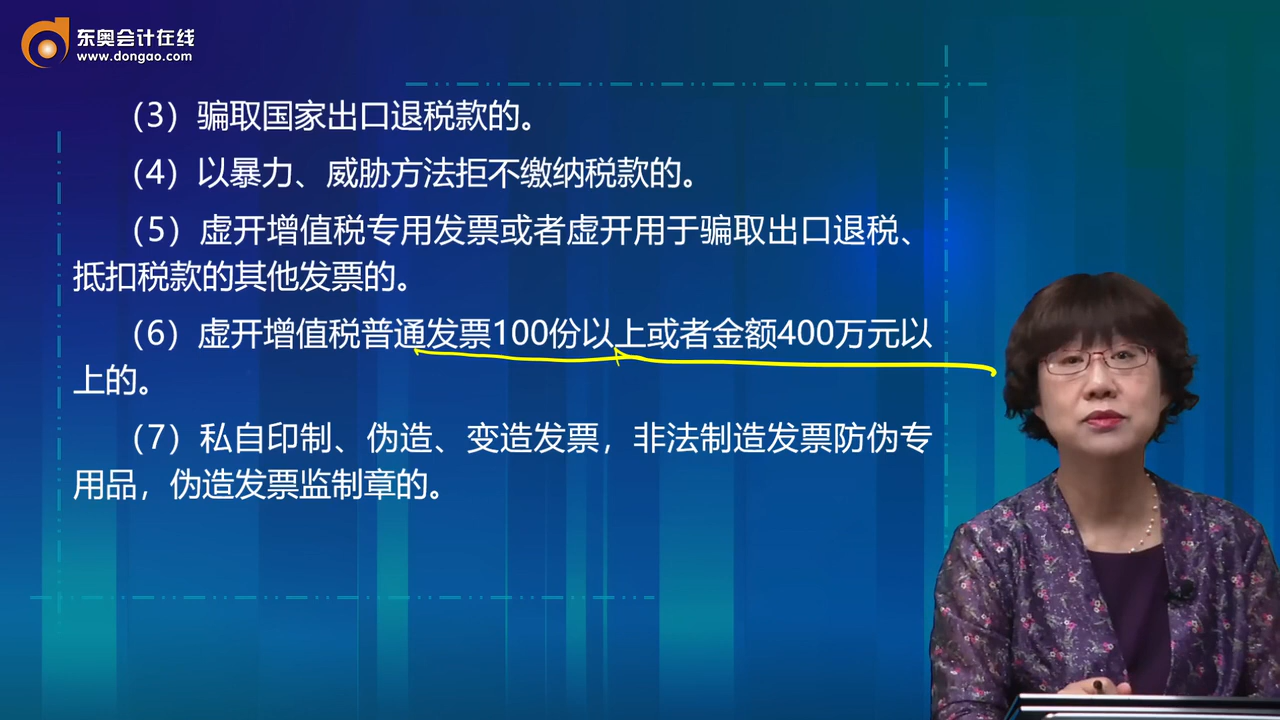 东奥会计在线
www.dongao.com
（3）骗取国家出口退税款的。
（4）以暴力、威胁方法拒不缴纳税款的。
（5）虚开增值税专用发票或者虚开用于骗取出口退税、
抵扣税款的其他发票的。
（6）虚开增值税普通发票100份以上或者金额400万元以
上的。
（7）私自印制、伪造、变造发票，非法制造发票防伪专
用品，伪造发票监制章的。